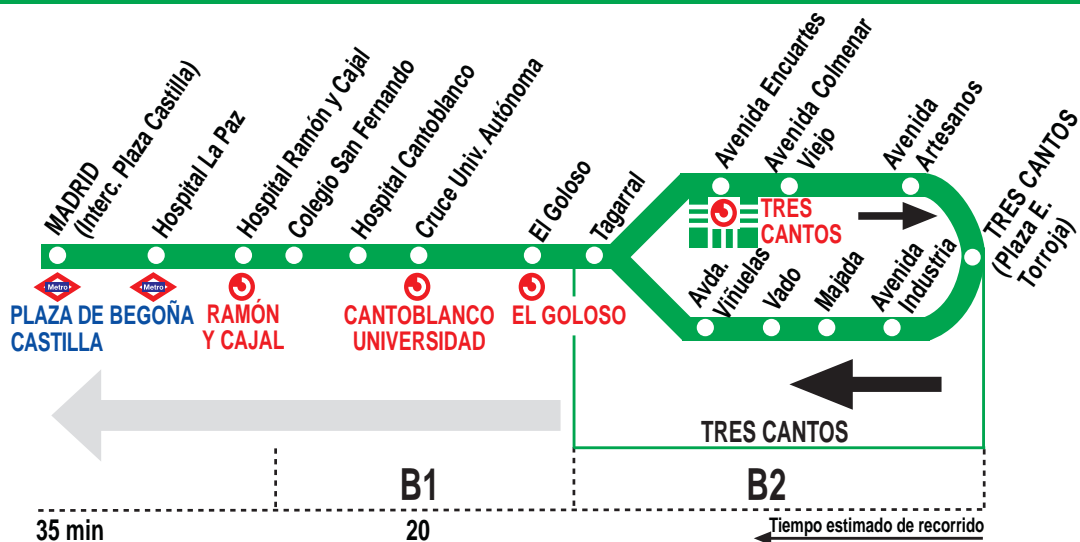 MADRID
(Interc. Plaza Castilla)
Hospital La Paz
Hospital Ramón y Cajal
Colegio San Fernando
Hospital Cantoblanco
Cruce Univ. Autónoma
El Goloso
Tagarral
Avenida Encuartes
Avenida Colmenar
Viejo
Avenida
Artesanos
TRES CANTOS
(Plaza E.
Torroja)
TRES
CANTOS
Avda.
Viñuelas
Vado
Majada
Avenida
Industria
Metro
PLAZA DE
CASTILLA
Metro
BEGOÑA
RAMÓN
Y CAJAL
CANTOBLANCO
UNIVERSIDAD
EL GOLOSO
TRES CANTOS
B1
B2
35 min
20
Tiempo estimado de recorrido